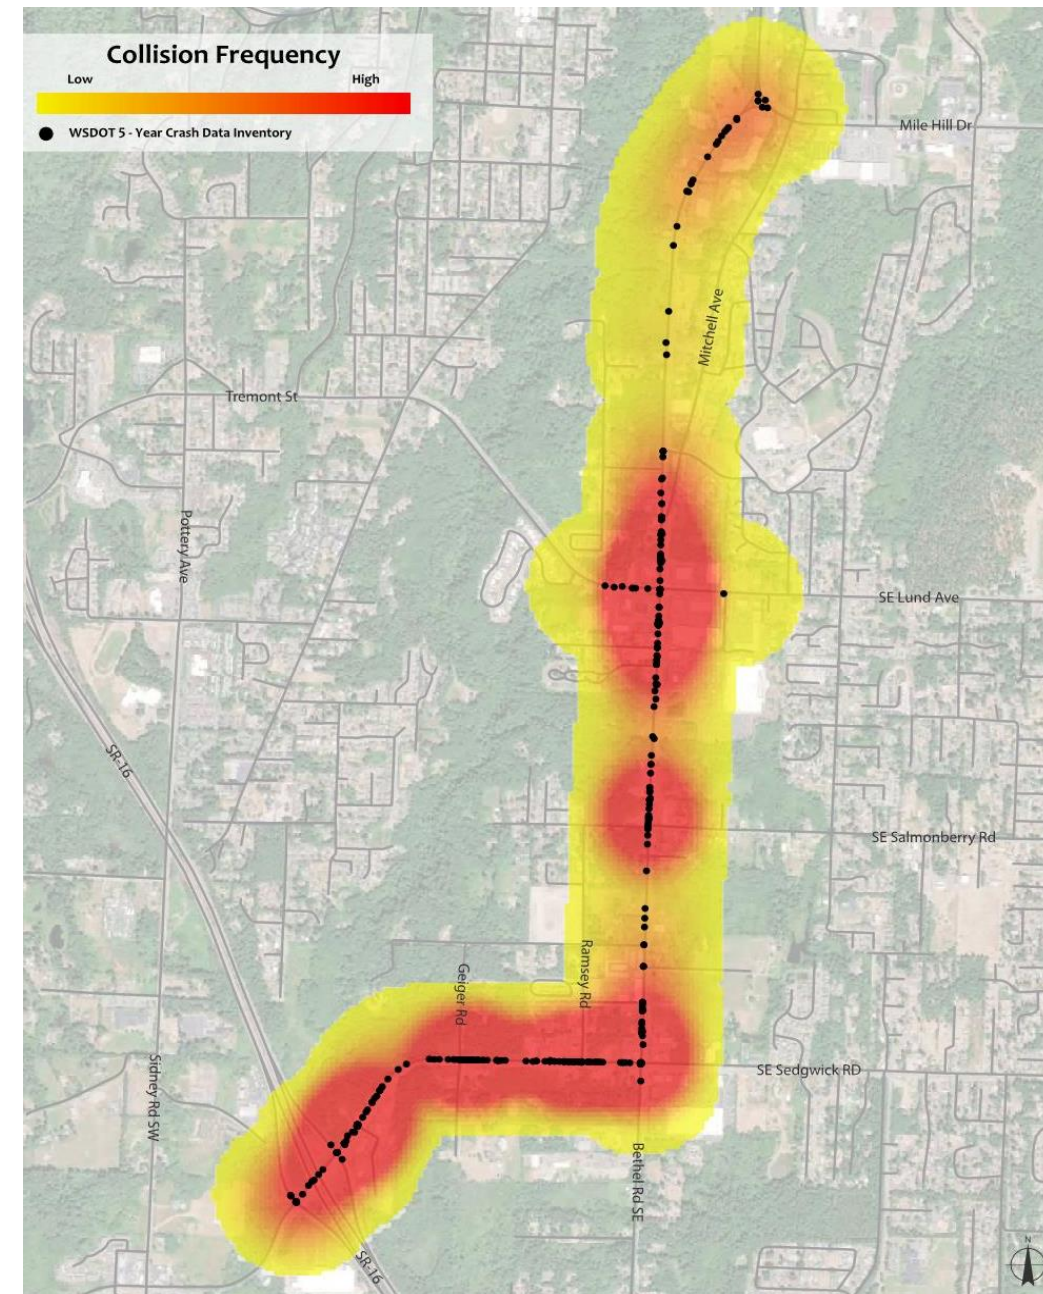 Collision Frequency
Low High
WSDOT 5 - Year Crash Data Inventory
Mile Hill Dr
Mitchell Ave
Tremont St
Pottery Ave
SE Lund Ave
SR-16
SE Salmonberry Rd
Ramsey Rd
Geiger Rd
Sidney Rd SW
SE Sedgwick RD
Bethel Rd SE
SR-16
N